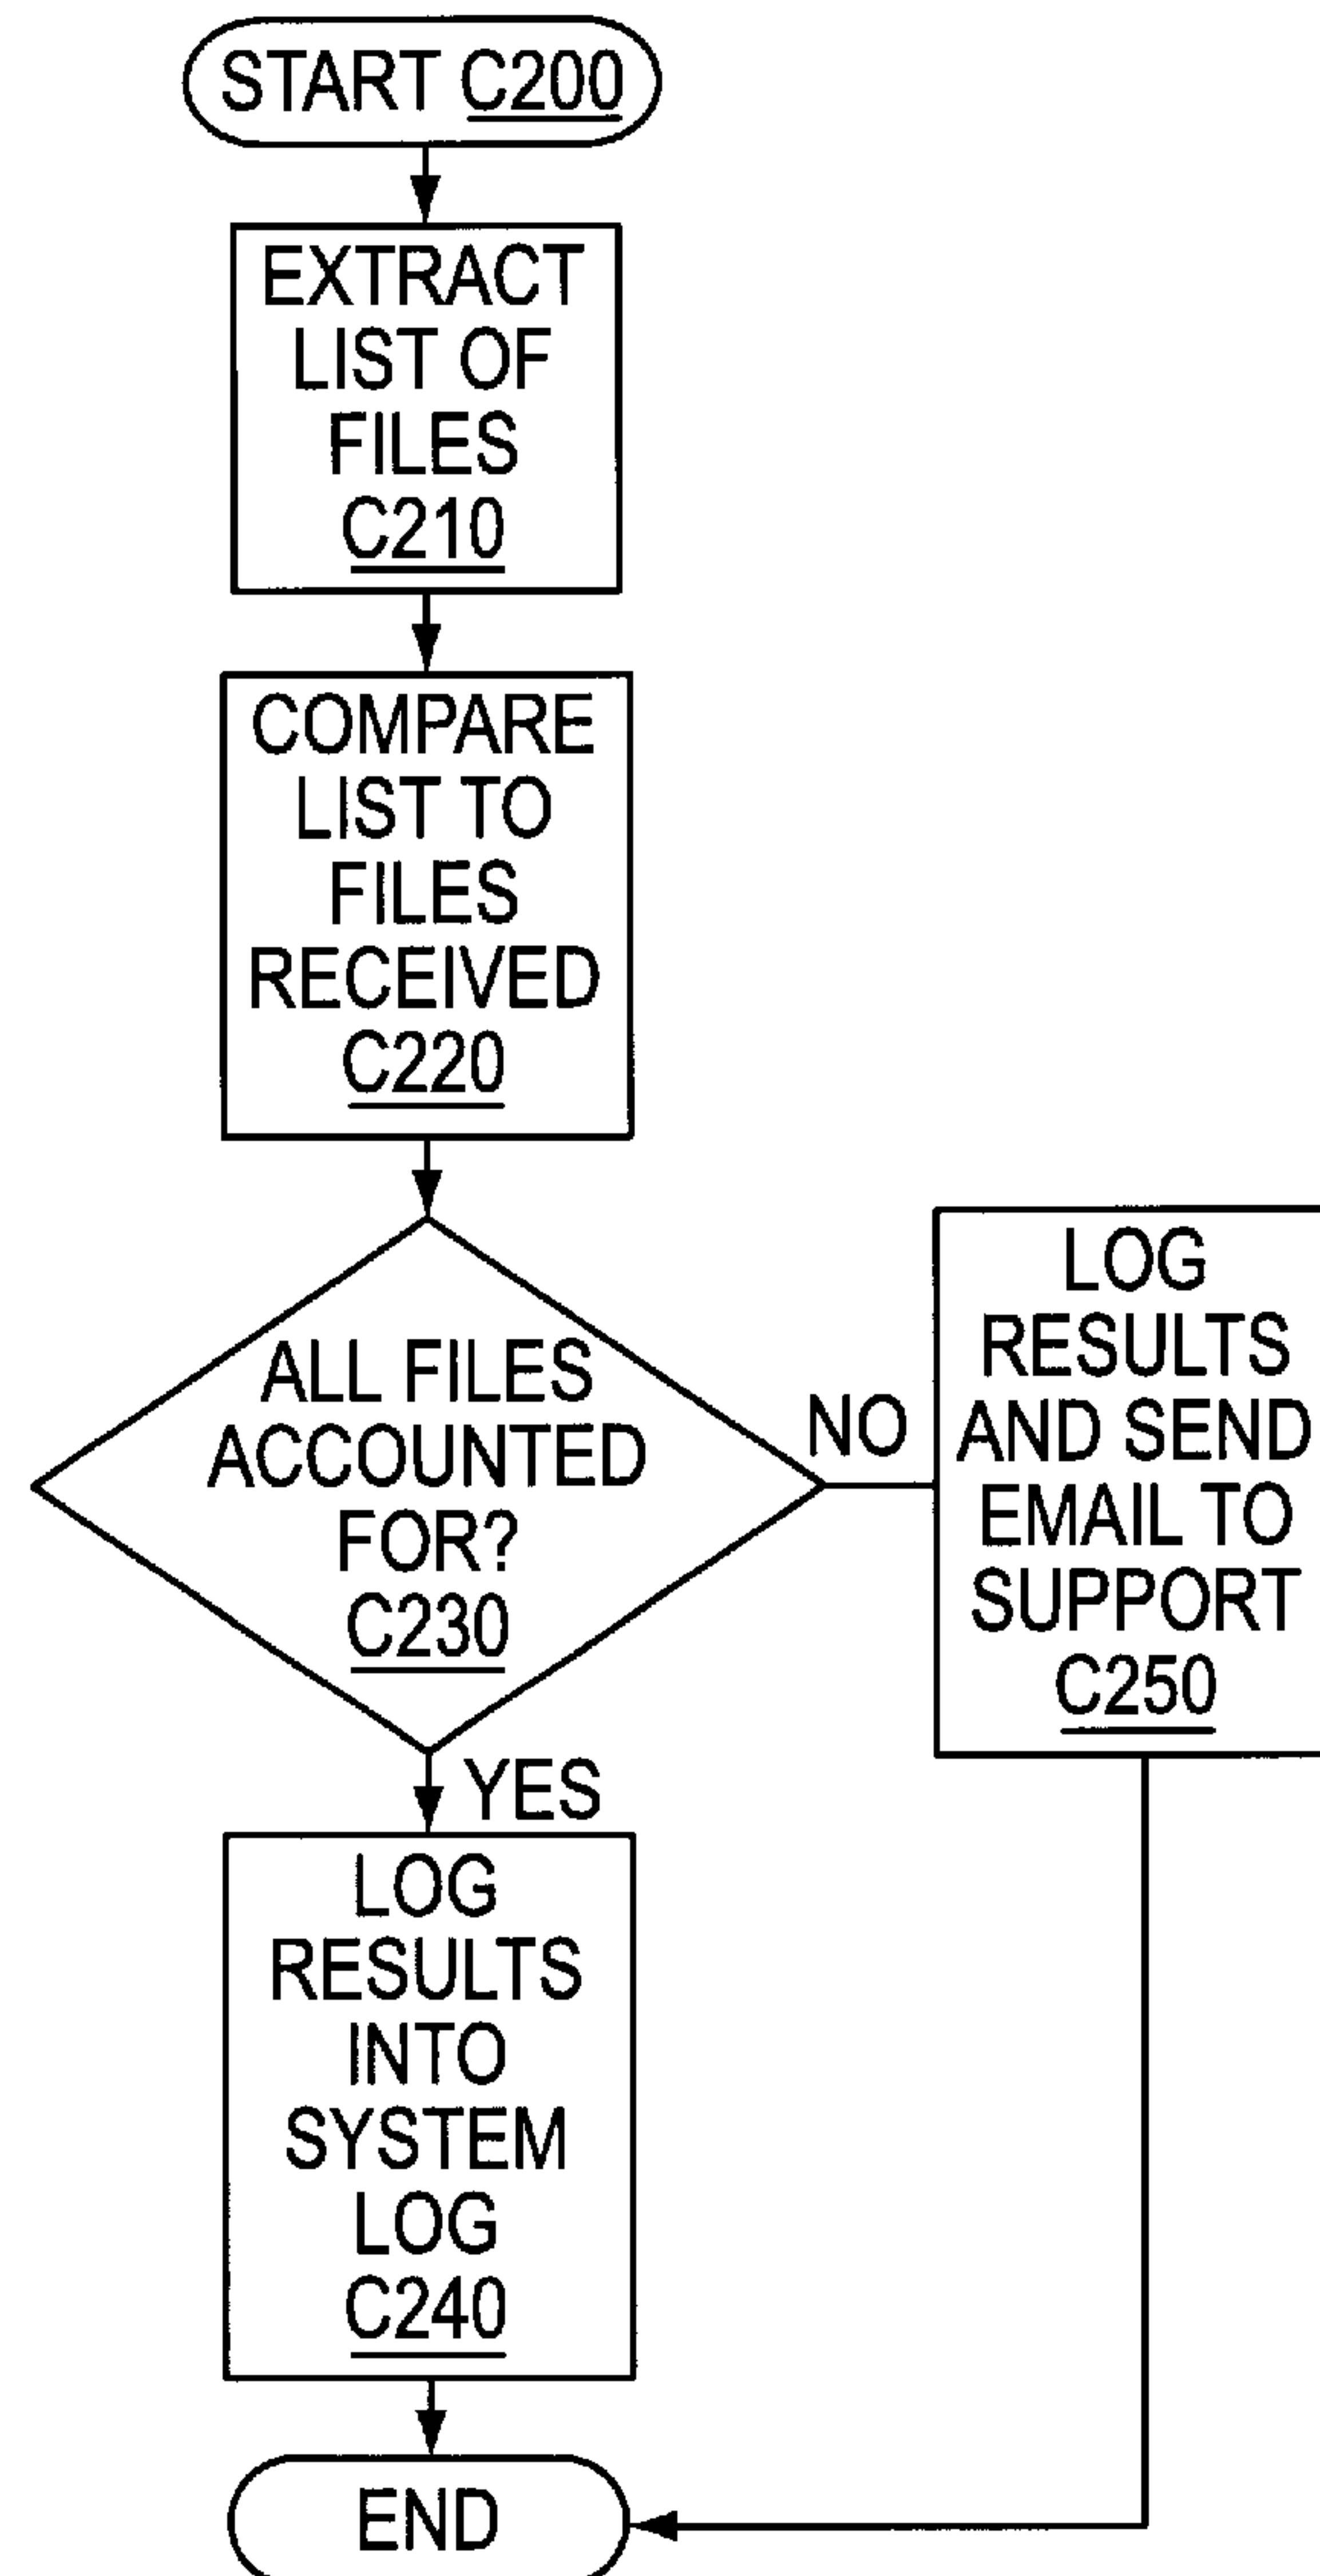 START C200
EXTRACT
LIST OF
FILES
C210
COMPARE
LIST TO
FILES
RECEIVED
C220
ALL FILES
ACCOUNTED
FOR?
C230
NO
LOG
RESULTS
AND SEND
EMAIL TO
SUPPORT
C250
YES
LOG
RESULTS
INTO
SYSTEM
LOG
C240
END